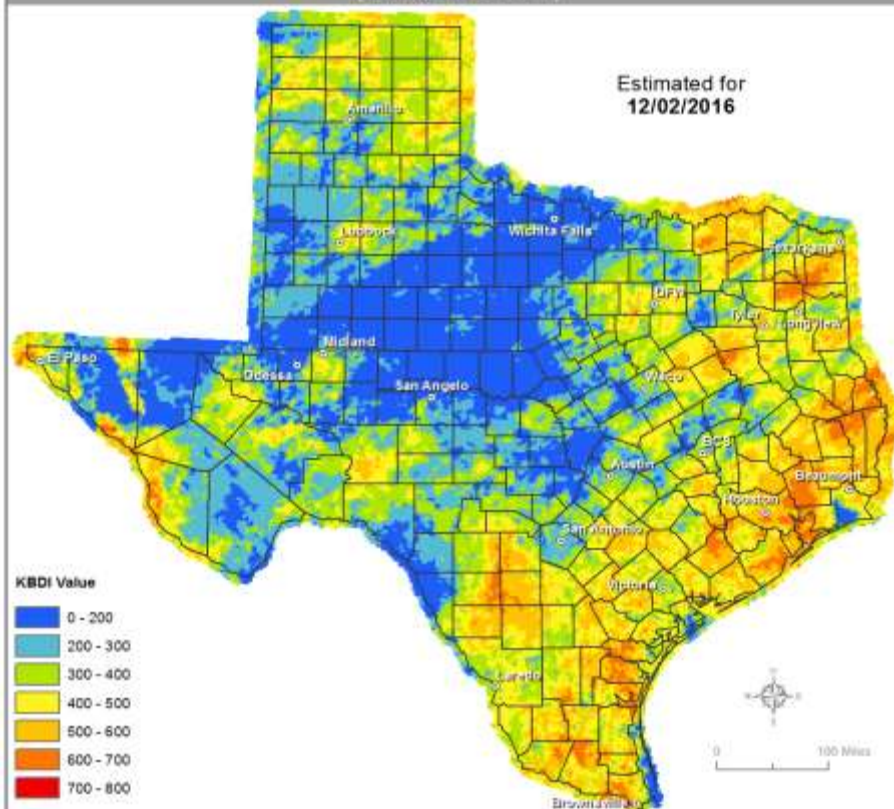 Estimated for
12/02/2016
Amarillo
Wichita Falls
Lubbock
Texarkana
DFW
Tyler
Longview
El Paso
Midland
Odessa
San Angelo
Waco
BCS
Austin
Beaumont
Houston
San Antonio
Victoria
Laredo
Brownsville
KBDI Value
0 - 200
200 - 300
300 - 400
400 - 500
500 - 600
600 - 700
700 - 800
0 100 Miles